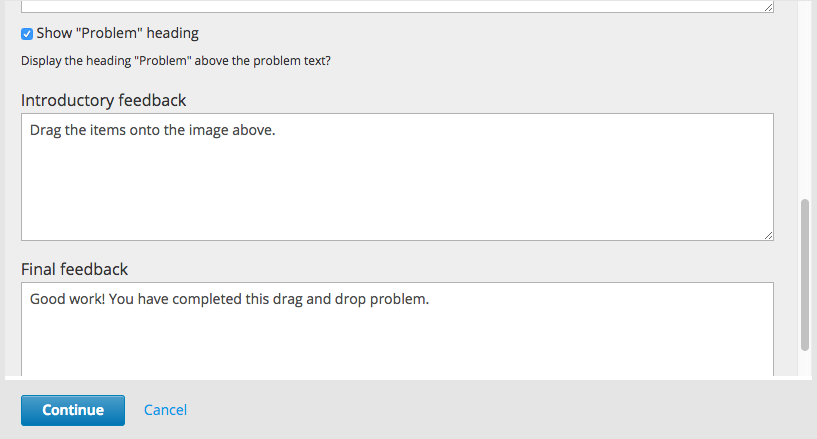 Show "Problem" heading
Display the heading "Problem" above the problem text?
Introductory feedback
Drag the items onto the image above.
Final feedback
Good work! You have completed this drag and drop problem.
Continue Cancel